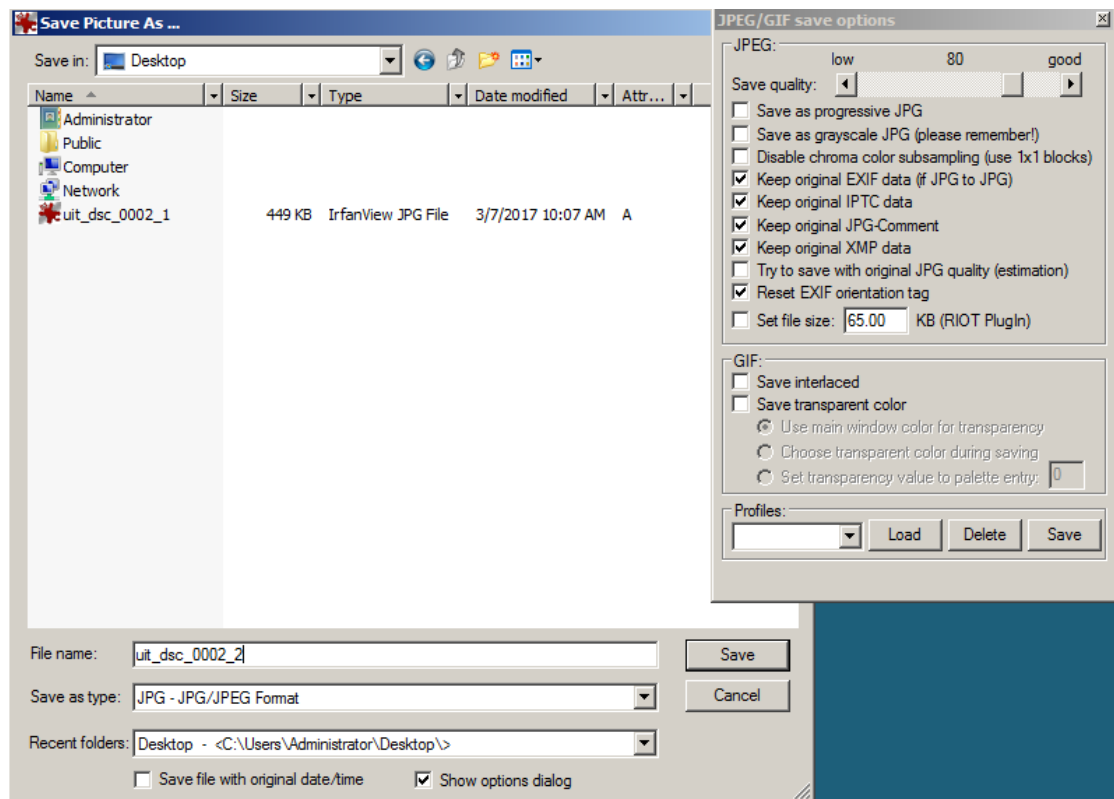 Save Picture As ...
Save in: Desktop
Name Size Type Date modified Attr...
Administrator
Public
Computer
Network
uit_dsc_0002_1 449 KB IrfanView JPG File 3/7/2017 10:07 AM A
File name: uit_dsc_0002_2 Save
Save as type: JPG - JPG/JPEG Format Cancel
Recent folders: Desktop - <C:\Users\Administrator\Desktop\>
Save file with original date/time Show options dialog
JPEG/GIF save options
JPEG:
low 80 good
Save quality:
Save as progressive JPG
Save as grayscale JPG (please remember!)
Disable chroma color subsampling (use 1x1 blocks)
Keep original EXIF data (if JPG to JPG)
Keep original IPTC data
Keep original JPG-Comment
Keep original XMP data
Try to save with original JPG quality (estimation)
Reset EXIF orientation tag
Set file size: 65.00 KB (RIOT PlugIn)
GIF:
Save interlaced
Save transparent color
Use main window color for transparency
Choose transparent color during saving
Set transparency value to palette entry: 0
Profiles:
Load Delete Save